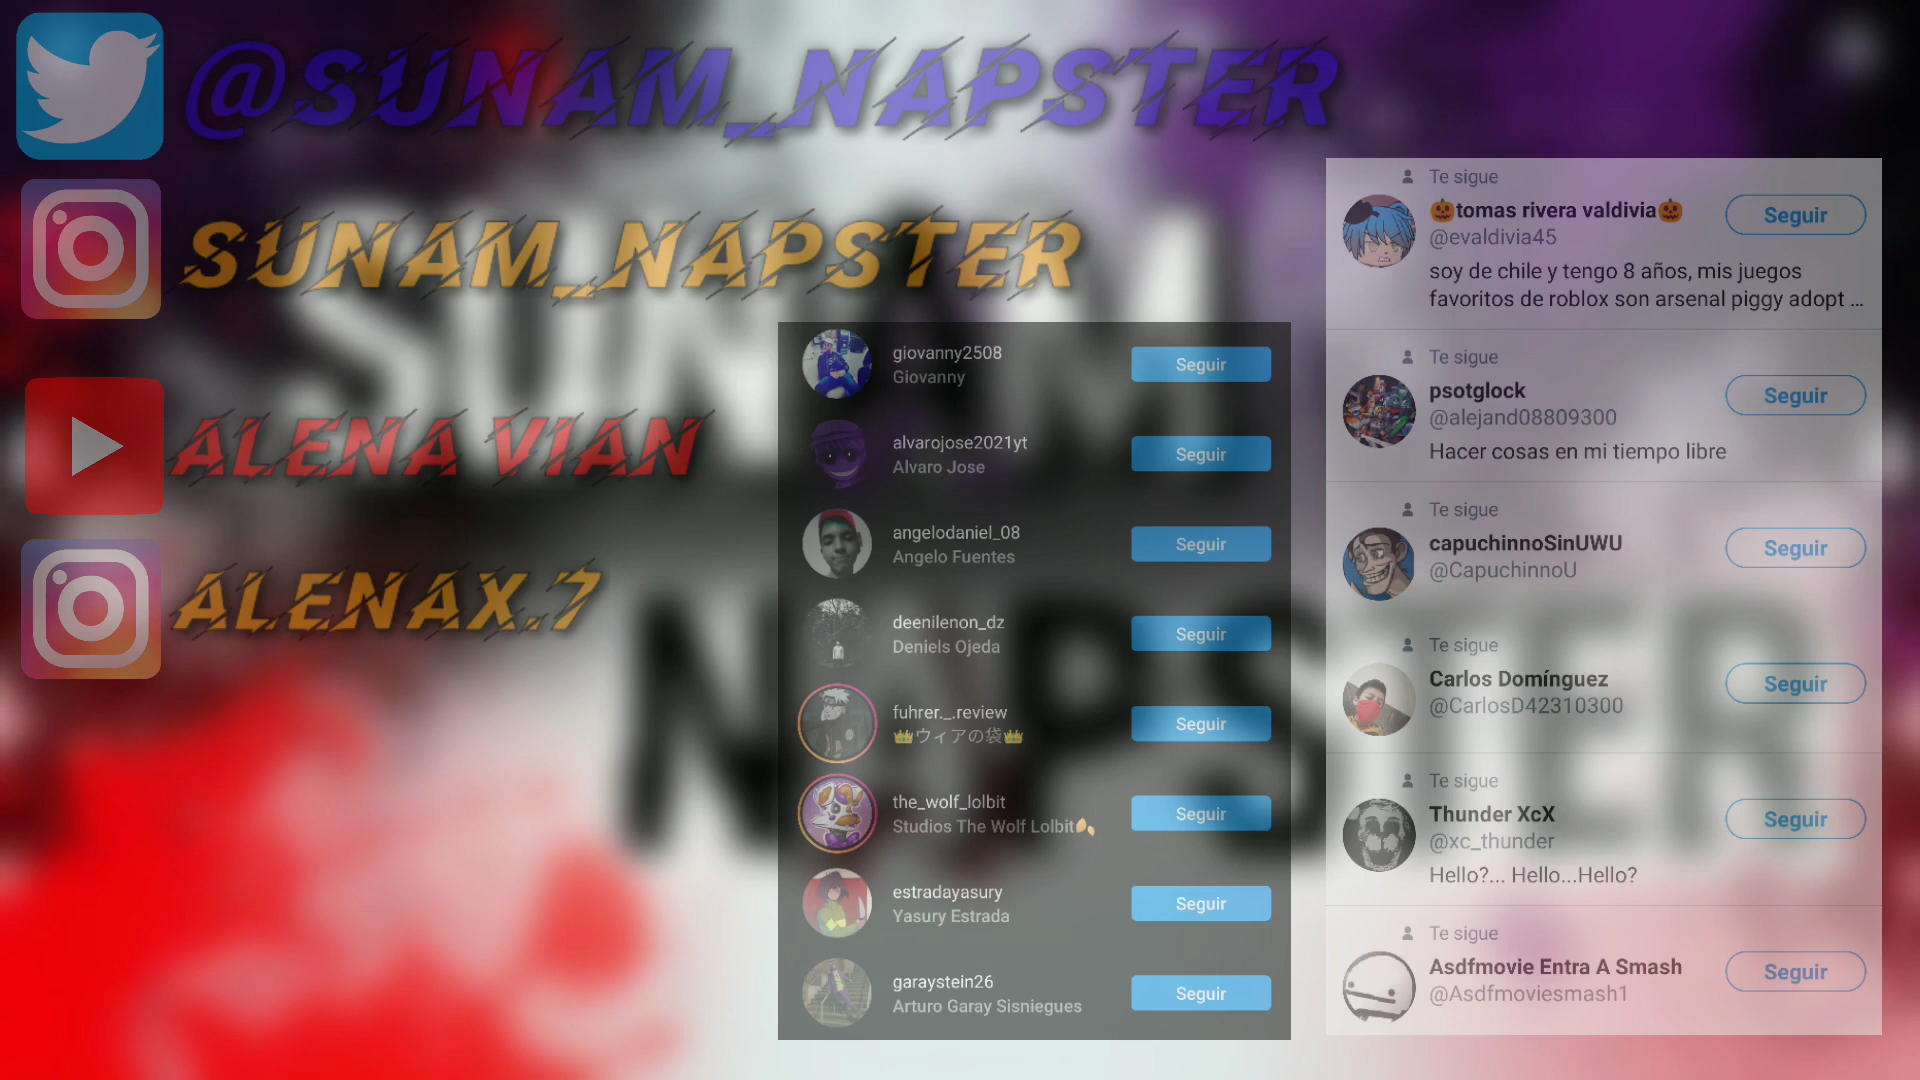 @SUNAM_NAPSTER
SUNAM_NAPSTER
ALENA VIAN
ALENAX.7
SUNAM
NAPSTER
giovanny2508
Giovanny
Seguir
alvarojose2021yt
Alvaro Jose
Seguir
angelodaniel_08
Angelo Fuentes
Seguir
deenilenon_dz
Deniels Ojeda
Seguir
fuhrer._.review
👑ウィアの袋👑
Seguir
the_wolf_lolbit
Studios The Wolf Lolbit
Seguir
estradayasury
Yasury Estrada
Seguir
garaystein26
Arturo Garay Sisniegues
Seguir
Te sigue
🎃tomas rivera valdivia🎃
Seguir
@evaldivia45
soy de chile y tengo 8 años, mis juegos
favoritos de roblox son arsenal piggy adopt ...
Te sigue
psotglock
Seguir
@alejand08809300
Hacer cosas en mi tiempo libre
Te sigue
capuchinnoSinUWU
Seguir
@CapuchinnoU
Te sigue
Carlos Domínguez
Seguir
@CarlosD42310300
Te sigue
Thunder XcX
Seguir
@xc_thunder
Hello?... Hello...Hello?
Te sigue
Asdfmovie Entra A Smash
Seguir
@Asdfmoviesmash1